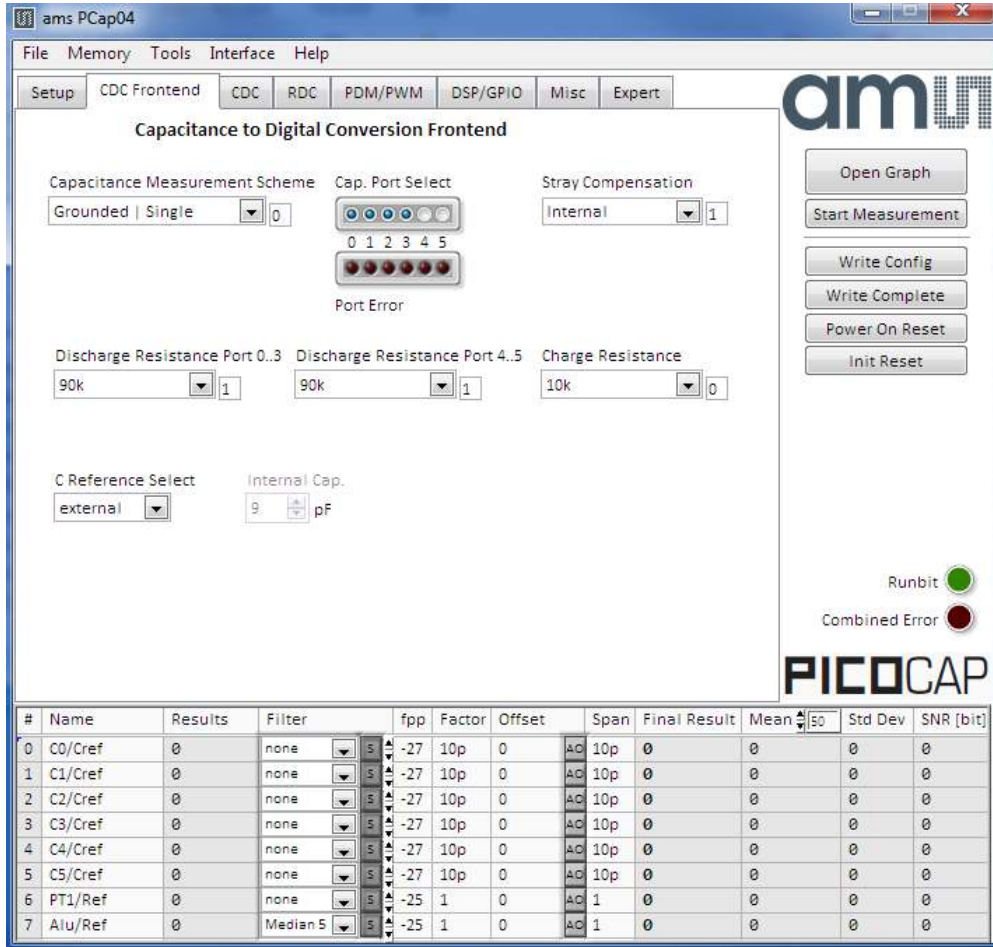 ams PCap04
File Memory Tools Interface Help
Setup CDC Frontend CDC RDC PDM/PWM DSP/GPIO Misc Expert
ams
Capacitance to Digital Conversion Frontend
Capacitance Measurement Scheme Cap. Port Select Stray Compensation
Grounded | Single 0 Internal 1
0 1 2 3 4 5
Port Error
Discharge Resistance Port 0..3 Discharge Resistance Port 4..5 Charge Resistance
90k 1 90k 1 10k 0
C Reference Select Internal Cap.
external 9 pF
Open Graph
Start Measurement
Write Config
Write Complete
Power On Reset
Init Reset
Runbit
Combined Error
PICOCAP
# Name Results Filter fpp Factor Offset Span Final Result Mean 50 Std Dev SNR [bit]
0 C0/Cref 0 none S -27 10p 0 AO 10p 0 0 0 0
1 C1/Cref 0 none S -27 10p 0 AO 10p 0 0 0 0
2 C2/Cref 0 none S -27 10p 0 AO 10p 0 0 0 0
3 C3/Cref 0 none S -27 10p 0 AO 10p 0 0 0 0
4 C4/Cref 0 none S -27 10p 0 AO 10p 0 0 0 0
5 C5/Cref 0 none S -27 10p 0 AO 10p 0 0 0 0
6 PT1/Ref 0 none S -25 1 0 AO 1 0 0 0 0
7 Alu/Ref 0 Median 5 S -25 1 0 AO 1 0 0 0 0